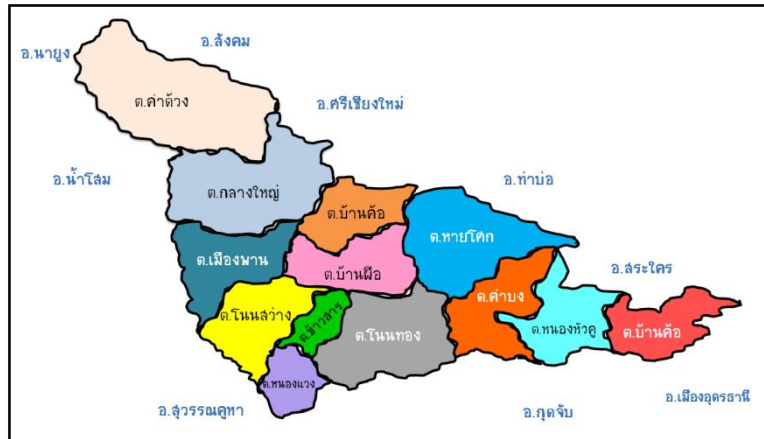 อ.นายูง
อ.สังคม
ต.คำด้วง
อ.ศรีเชียงใหม่
อ.น้ำโสม
ต.กลางใหญ่
อ.ท่าบ่อ
ต.บ้านค้อ
ต.ทายโศก
ต.เมืองพาน
ต.บ้านผือ
อ.สระใคร
ต.คำบง
ต.โนนสว่าง
ต.ข้าวสาร
ต.โนนทอง
ต.หนองหัวคู
ต.บ้านค้อ
ต.หนองแวง
อ.สุวรรณคูหา
อ.กุดจับ
อ.เมืองอุดรธานี